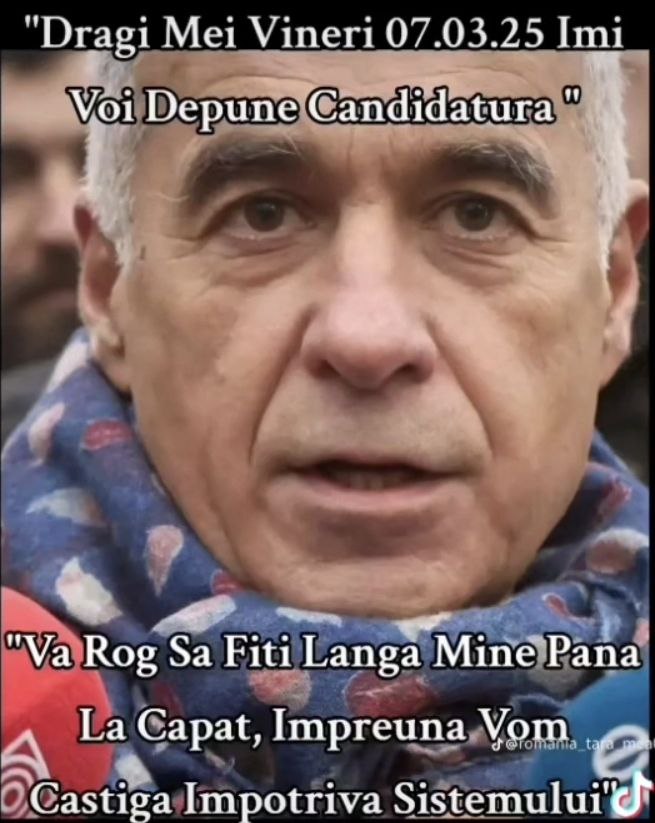 "Dragi Mei Vineri 07.03.25 Imi
Voi Depune Candidatura "
"Va Rog Sa Fiti Langa Mine Pana
La Capat, Impreuna Vom
Castiga Impotriva Sistemului"